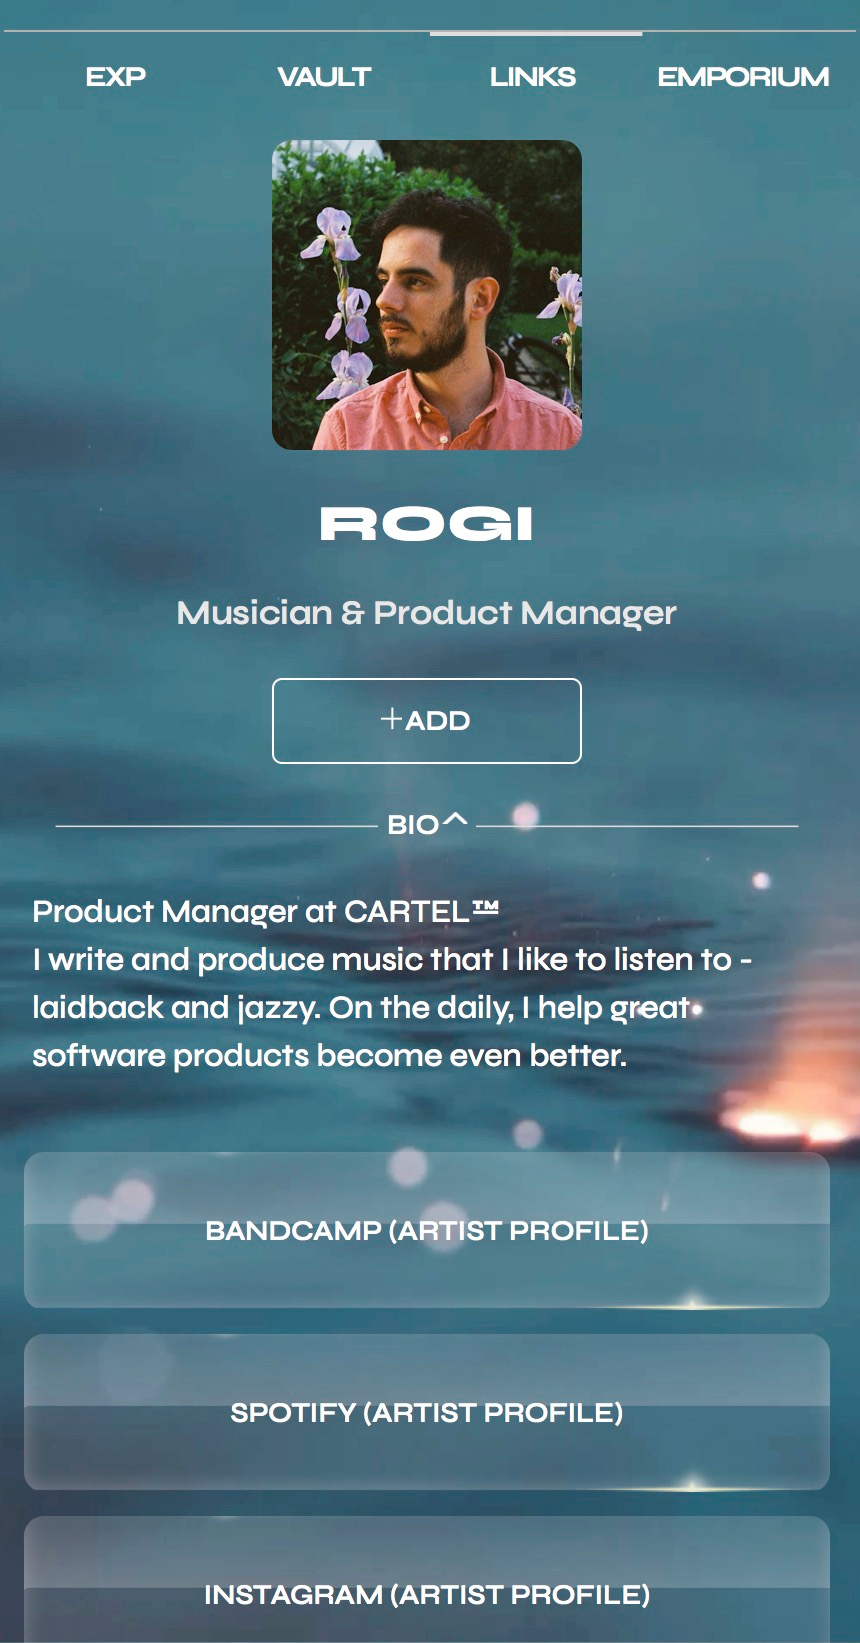 EXP VAULT LINKS EMPORIUM
ROGI
Musician & Product Manager
+ADD
BIO^
Product Manager at CARTEL™
I write and produce music that I like to listen to -
laidback and jazzy. On the daily, I help great
software products become even better.
BANDCAMP (ARTIST PROFILE)
SPOTIFY (ARTIST PROFILE)
INSTAGRAM (ARTIST PROFILE)